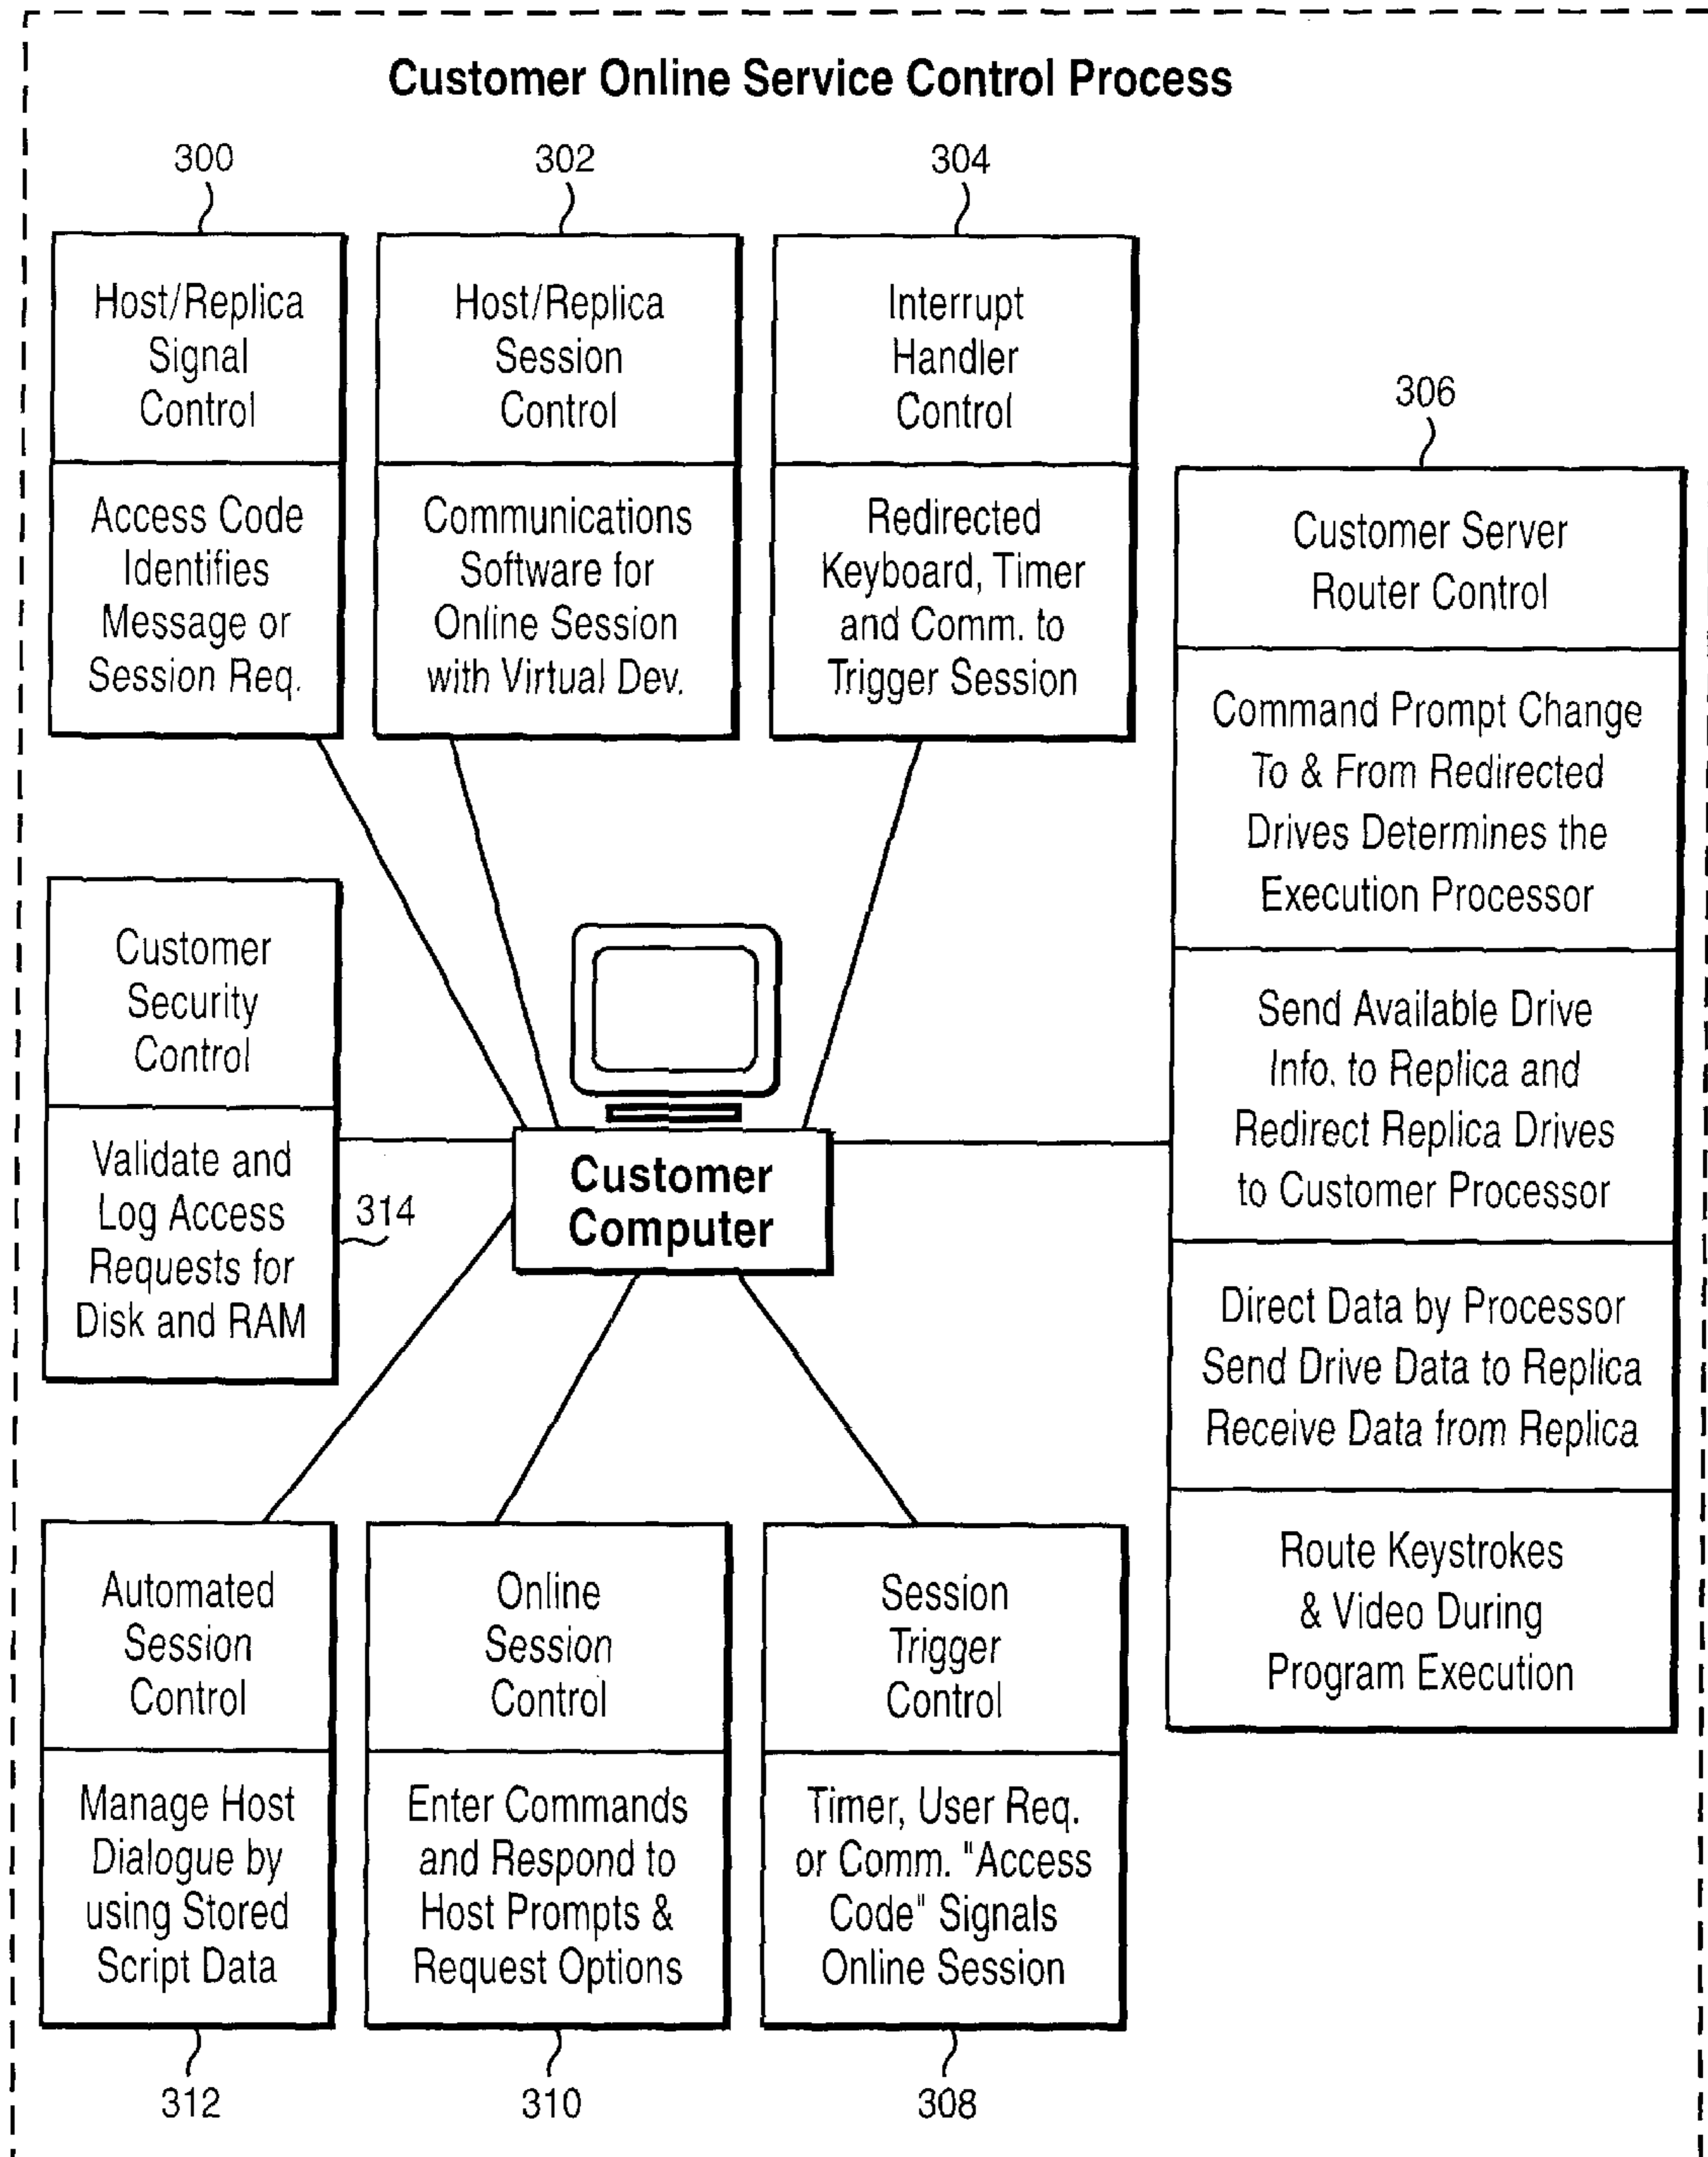 Customer Online Service Control Process
300
Host/Replica
Signal
Control
Access Code
Identifies
Message or
Session Req.
302
Host/Replica
Session
Control
Communications
Software for
Online Session
with Virtual Dev.
304
Interrupt
Handler
Control
Redirected
Keyboard, Timer
and Comm. to
Trigger Session
306
Customer Server
Router Control
Command Prompt Change
To & From Redirected
Drives Determines the
Execution Processor
Send Available Drive
Info. to Replica and
Redirect Replica Drives
to Customer Processor
Direct Data by Processor
Send Drive Data to Replica
Receive Data from Replica
Route Keystrokes
& Video During
Program Execution
Customer
Security
Control
Validate and
Log Access
Requests for
Disk and RAM
314
Customer
Computer
Automated
Session
Control
Manage Host
Dialogue by
using Stored
Script Data
312
Online
Session
Control
Enter Commands
and Respond to
Host Prompts &
Request Options
310
Session
Trigger
Control
Timer, User Req.
or Comm. "Access
Code" Signals
Online Session
308